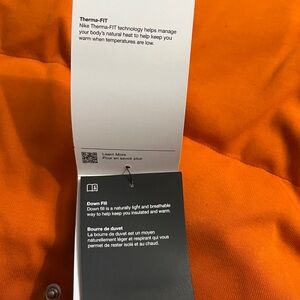 Therma-FIT
Nike Therma-FIT technology helps manage
your body's natural heat to help keep you
warm when temperatures are low.
Learn More
Pour en savoir plus
Down Fill
Down fill is a naturally light and breathable
way to help keep you insulated and warm.
Bourre de duvet
La bourre de duvet est un moyen
naturellement léger et respirant qui vous
permet de rester isolé et au chaud.